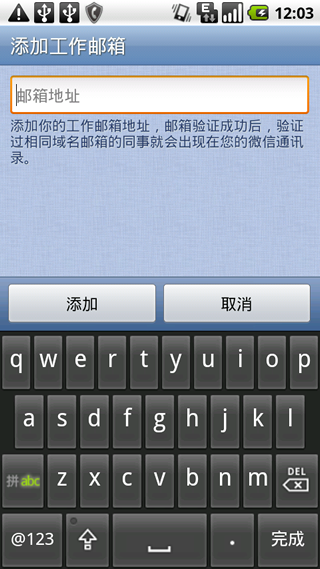 12:03
添加工作邮箱
邮箱地址
添加你的工作邮箱地址，邮箱验证成功后，验证
过相同域名邮箱的同事就会出现在您的微信通讯
录。
添加 取消
q w e r t y u i o p
a s d f g h j k l
拼abc z x c v b n m DEL
@123 . 完成